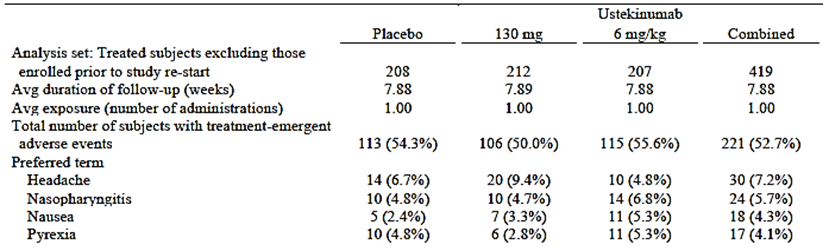 Ustekinumab
Placebo 130 mg 6 mg/kg Combined
Analysis set: Treated subjects excluding those
enrolled prior to study re-start 208 212 207 419
Avg duration of follow-up (weeks) 7.88 7.89 7.88 7.88
Avg exposure (number of administrations) 1.00 1.00 1.00 1.00
Total number of subjects with treatment-emergent
adverse events 113 (54.3%) 106 (50.0%) 115 (55.6%) 221 (52.7%)
Preferred term
Headache 14 (6.7%) 20 (9.4%) 10 (4.8%) 30 (7.2%)
Nasopharyngitis 10 (4.8%) 10 (4.7%) 14 (6.8%) 24 (5.7%)
Nausea 5 (2.4%) 7 (3.3%) 11 (5.3%) 18 (4.3%)
Pyrexia 10 (4.8%) 6 (2.8%) 11 (5.3%) 17 (4.1%)